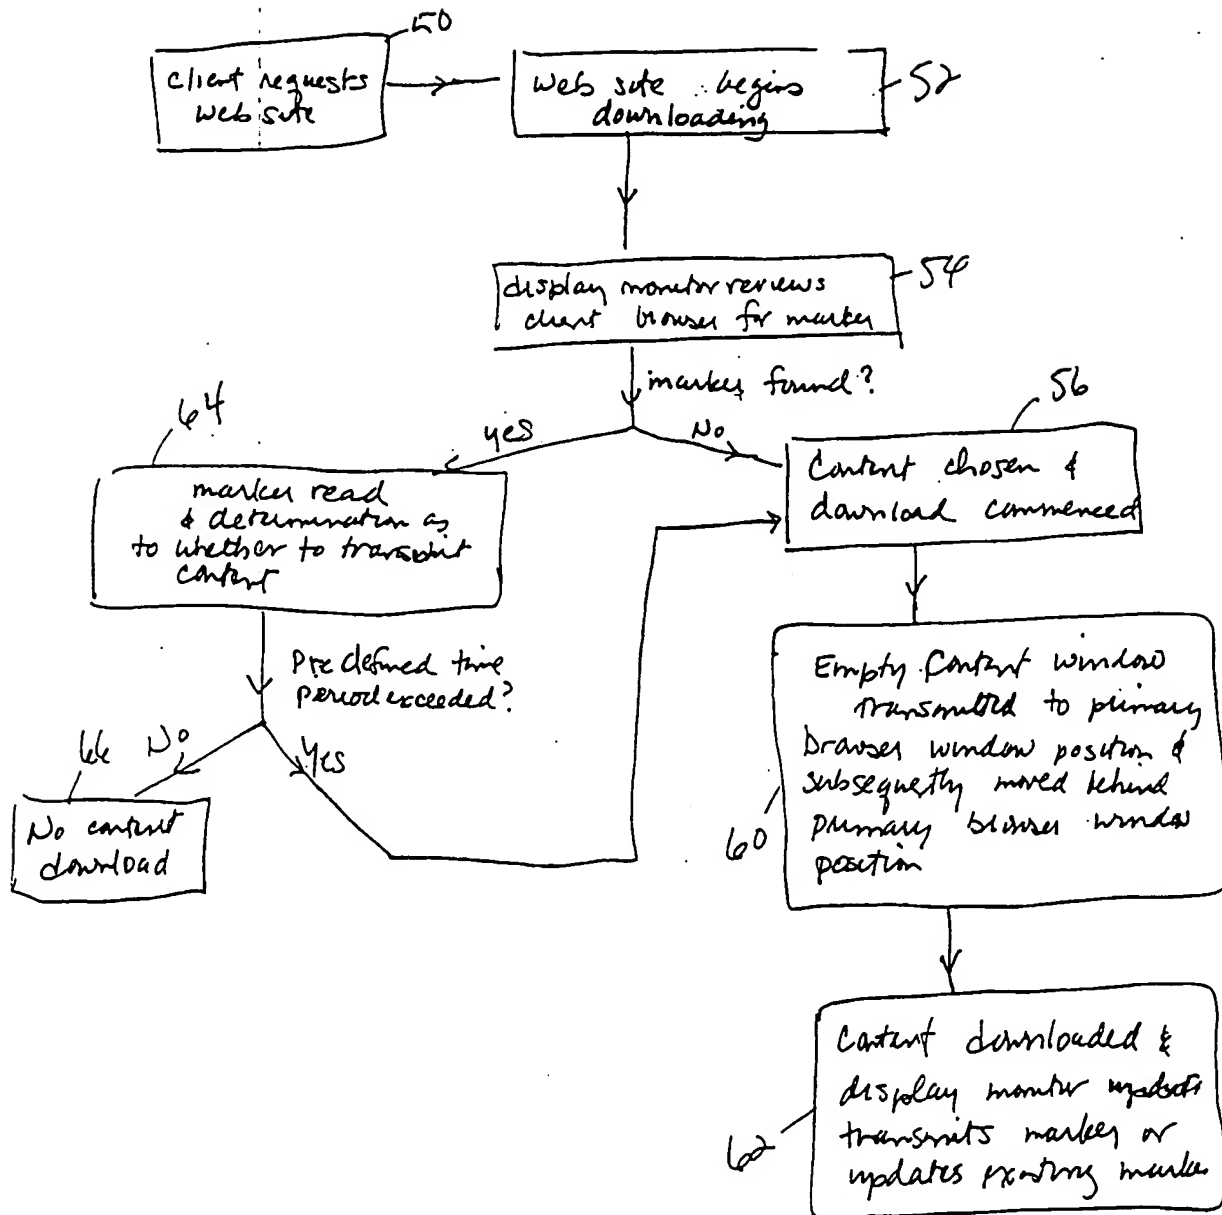 50
client requests
web site
web site begins
downloading
52
display monitor reviews
client browser for marker
54
marker found?
yes
No
64
marker read
& determination as
to whether to transmit
content
56
Content chosen &
download commenced
Pre defined time
period exceeded?
No
Yes
66
No content
download
Empty Content window
transmitted to primary
browser window position &
subsequently moved behind
primary browser window
position
60
Content downloaded &
display monitor
transmits marker or
updates existing marker
62